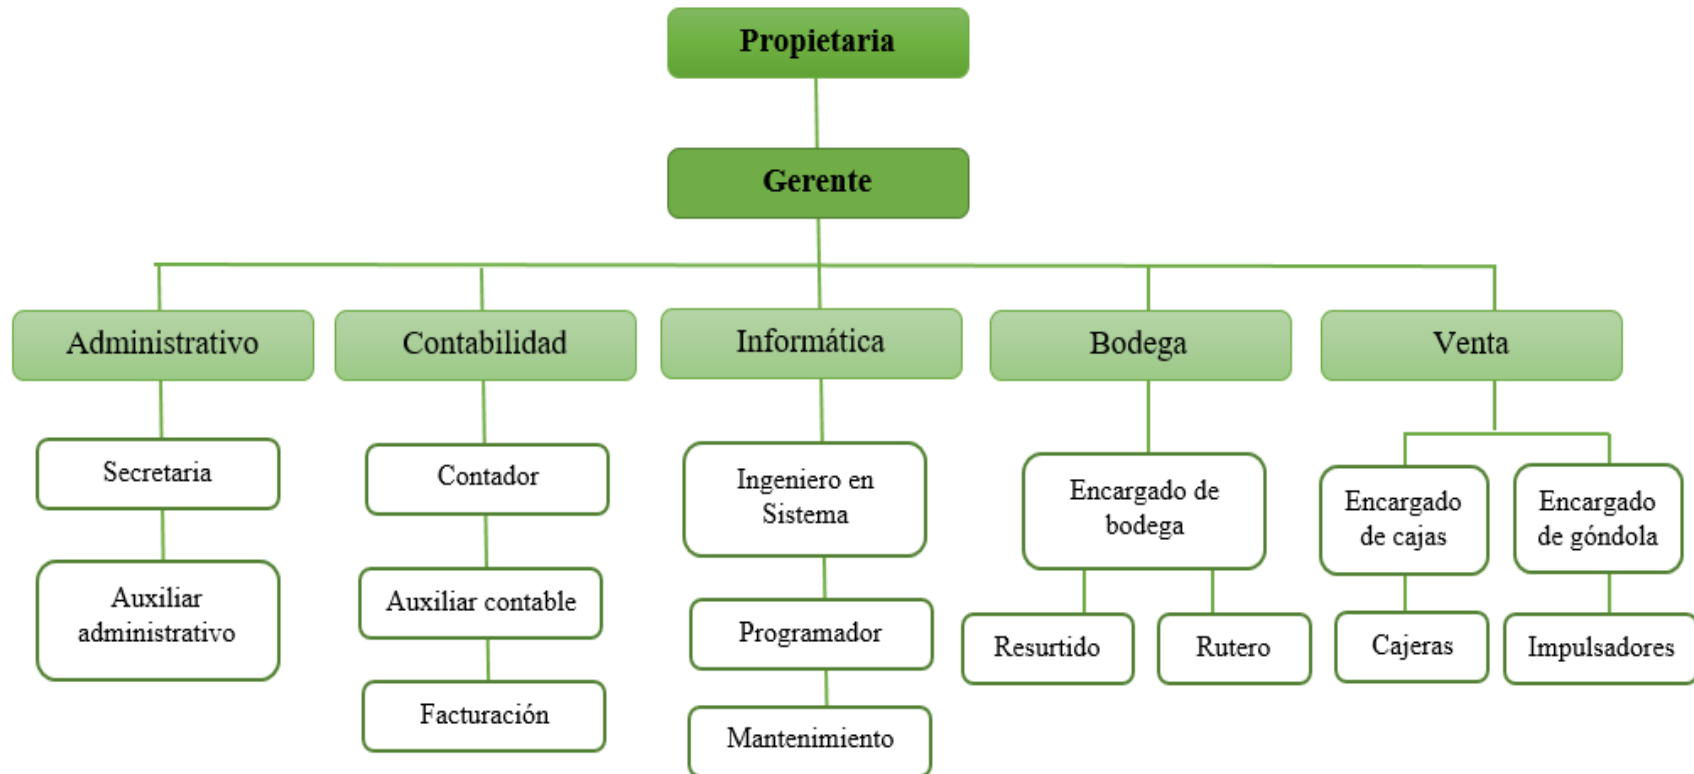 Propietaria
Gerente
Administrativo
Contabilidad
Informática
Bodega
Venta
Secretaria
Auxiliar
administrativo
Contador
Auxiliar contable
Facturación
Ingeniero en
Sistema
Programador
Mantenimiento
Encargado de
bodega
Resurtido
Rutero
Encargado
de cajas
Cajeras
Encargado
de góndola
Impulsadores